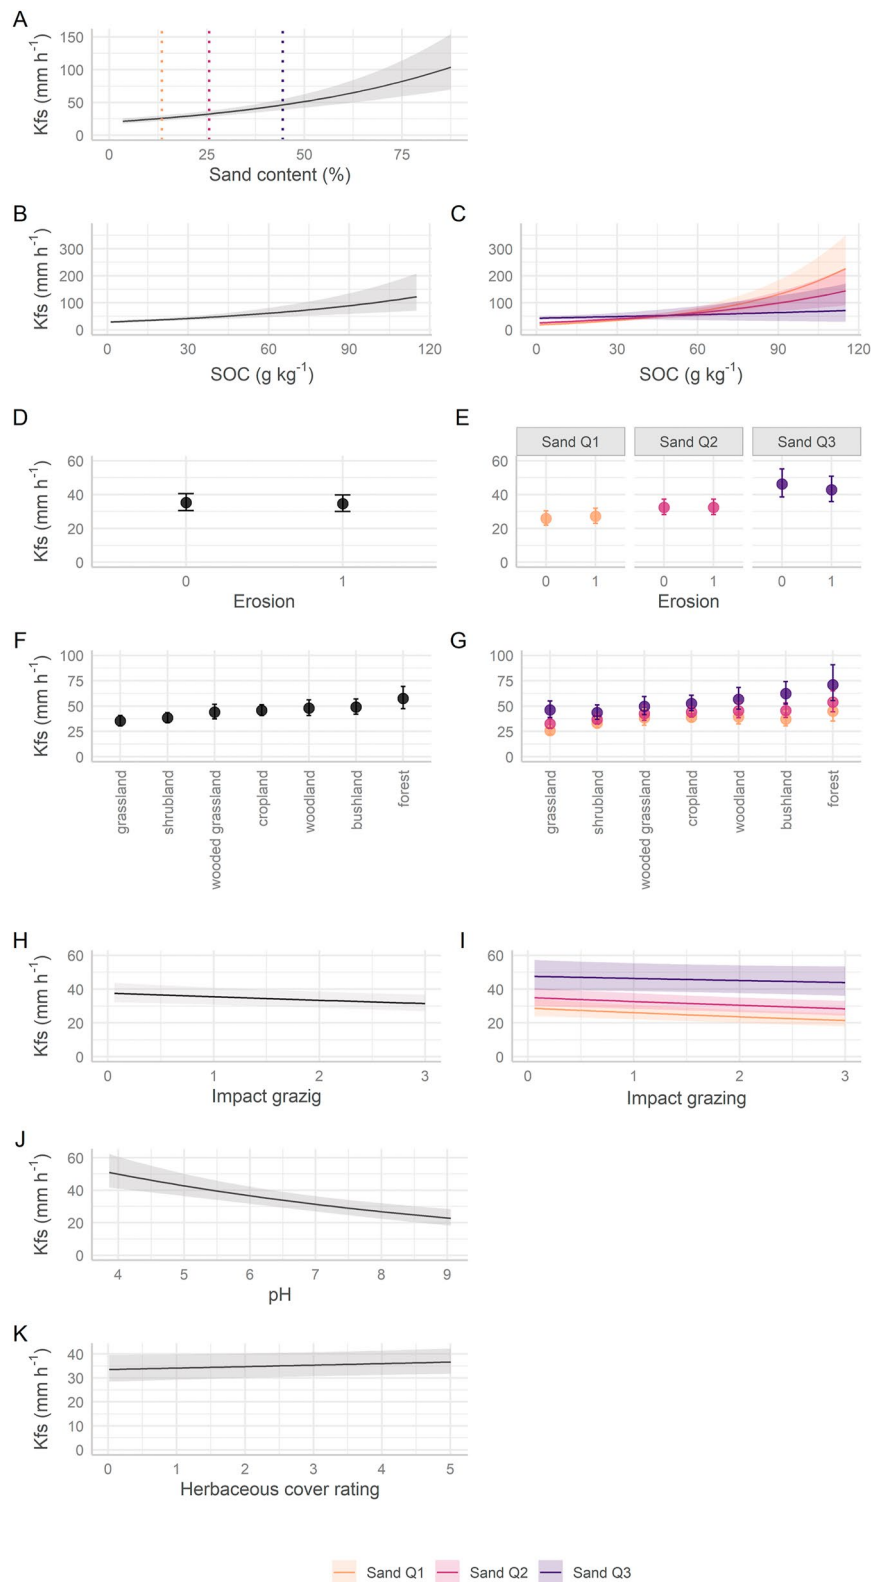 A
Kfs (mm h⁻¹)
150
100
50
0
0 25 50 75
Sand content (%)
B C
Kfs (mm h⁻¹)
300 300
200 200
100 100
0 0
0 30 60 90 120 0 30 60 90 120
SOC (g kg⁻¹) SOC (g kg⁻¹)
D E
Sand Q1 Sand Q2 Sand Q3
Kfs (mm h⁻¹)
60 60
40 40
20 20
0 0
0 1 0 1 0 1 0 1
Erosion Erosion
F G
Kfs (mm h⁻¹)
100 100
75 75
50 50
25 25
0 0
grassland shrubland wooded grassland cropland woodland bushland forest
grassland shrubland wooded grassland cropland woodland bushland forest
H I
Kfs (mm h⁻¹)
60 60
40 40
20 20
0 0
0 1 2 3 0 1 2 3
Impact grazig Impact grazing
J
Kfs (mm h⁻¹)
60
40
20
0
4 5 6 7 8 9
pH
K
Kfs (mm h⁻¹)
40
30
20
10
0
0 1 2 3 4 5
Herbaceous cover rating
Sand Q1 Sand Q2 Sand Q3